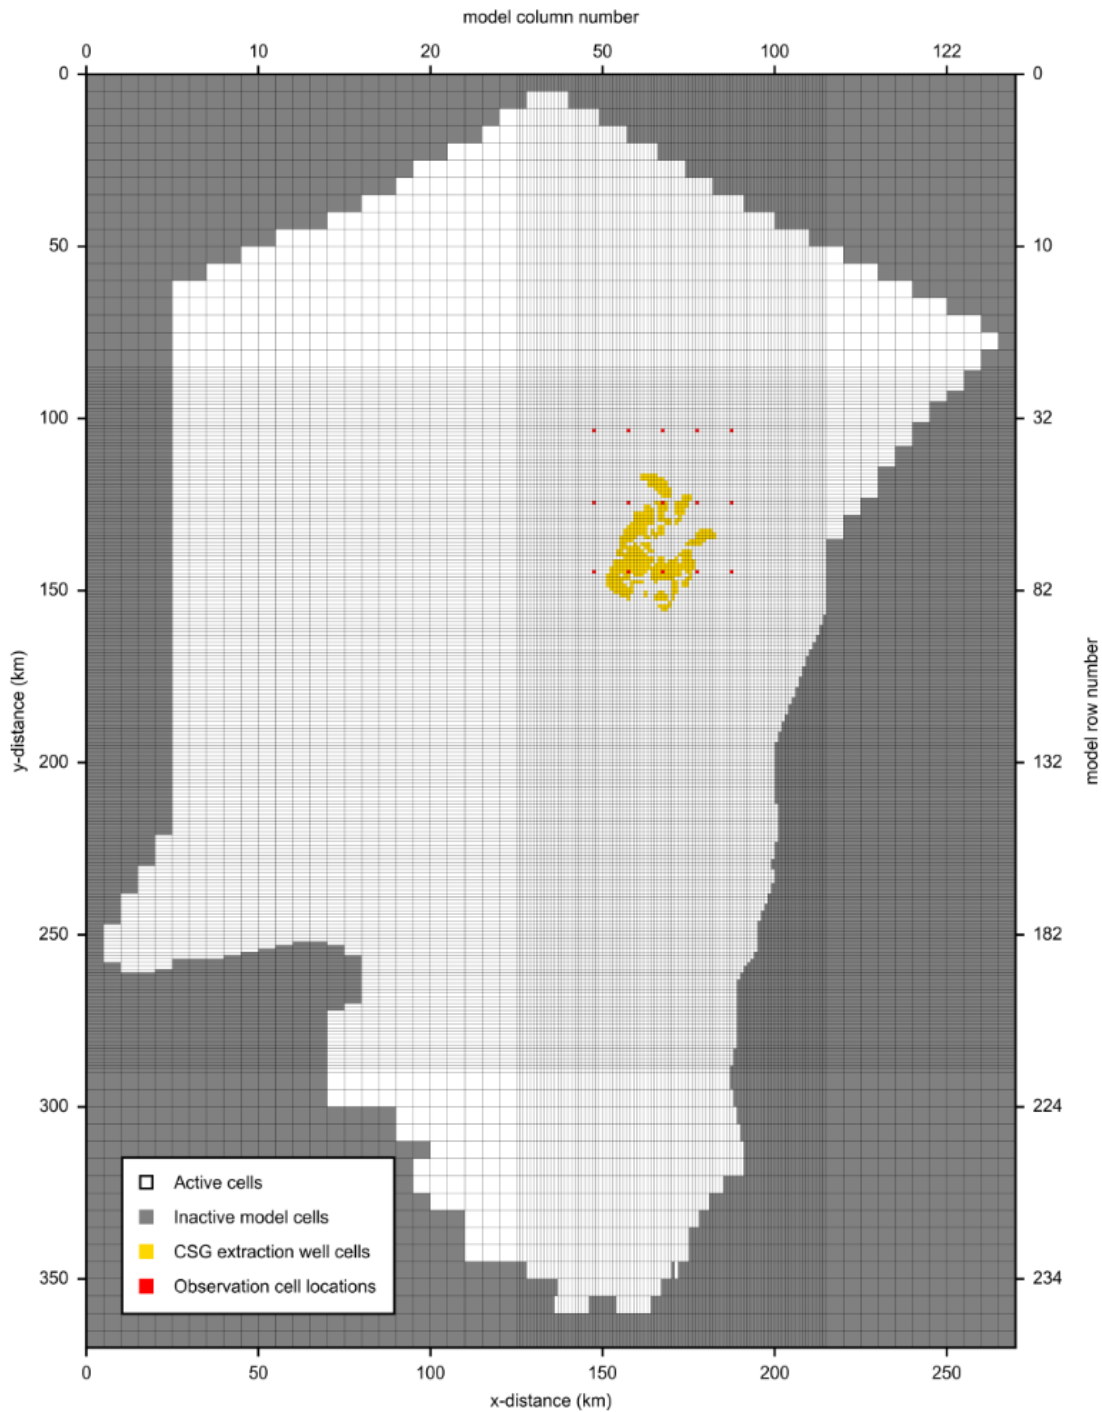 model column number
0 10 20 50 100 122
0 0
50 10
100 32
150 82
y-distance (km)
model row number
200 132
250 182
300 224
Active cells
Inactive model cells
CSG extraction well cells
Observation cell locations
350 234
0 50 100 150 200 250
x-distance (km)